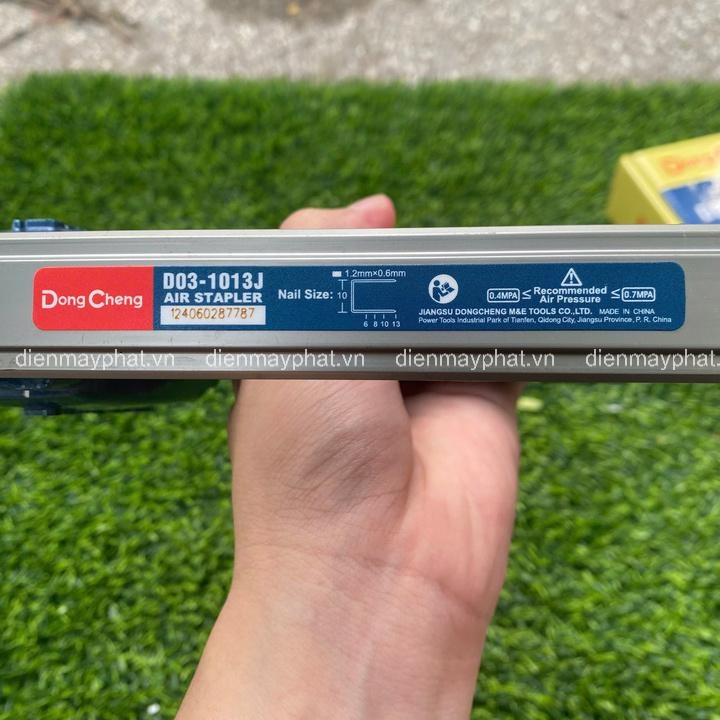 Dong Cheng
D03-1013J
AIR STAPLER
124060287787
Nail Size:
1.2mm×0.6mm
10
6 8 10 13
0.4MPA ≤ Recommended Air Pressure ≤ 0.7MPA
JIANGSU DONGCHENG M&E TOOLS CO.,LTD. MADE IN CHINA
Power Tools Industrial Park of Tianfen, Qidong City, Jiangsu Province, P. R. China
dienmayphat.vn dienmayphat.vn dienmayphat.vn dienmayphat.vn